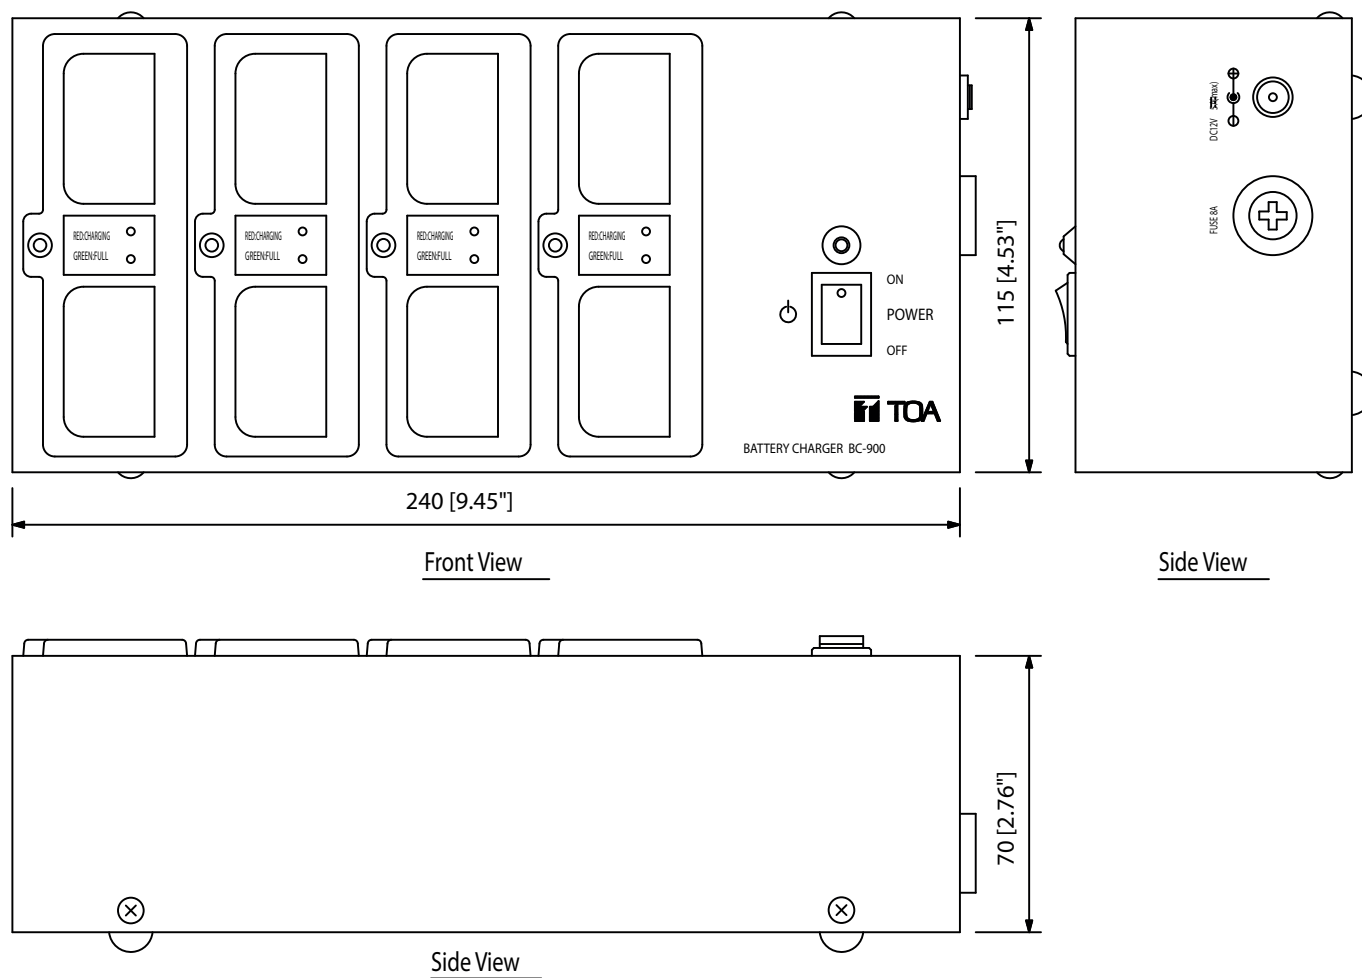 RED:CHARGING
GREEN:FULL
RED:CHARGING
GREEN:FULL
RED:CHARGING
GREEN:FULL
RED:CHARGING
GREEN:FULL
ON
POWER
OFF
TOA
BATTERY CHARGER BC-900
240 [9.45"]
115 [4.53"]
Front View
DC12V
max)
FUSE 8A
Side View
70 [2.76"]
Side View